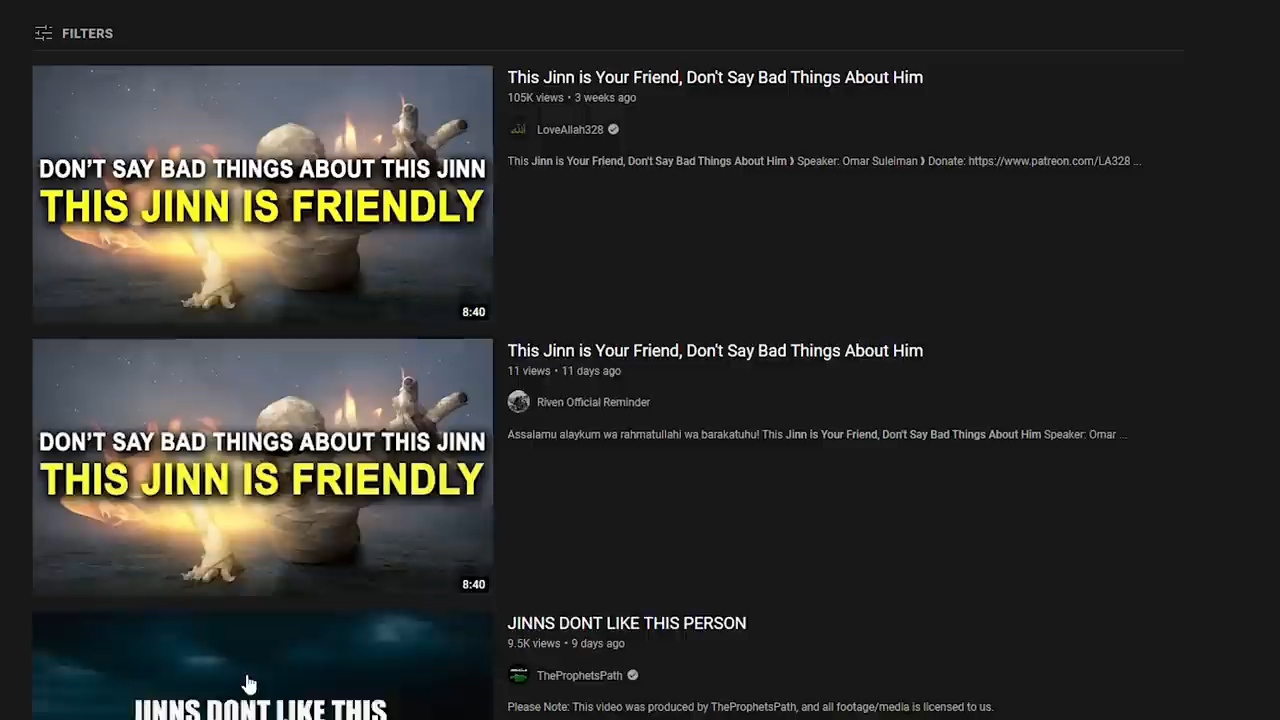 FILTERS
DON'T SAY BAD THINGS ABOUT THIS JINN
THIS JINN IS FRIENDLY
8:40
This Jinn is Your Friend, Don't Say Bad Things About Him
105K views • 3 weeks ago
LoveAllah328
This Jinn is Your Friend, Don't Say Bad Things About Him ❫ Speaker: Omar Suleiman ❫ Donate: https://www.patreon.com/LA328 ...
DON'T SAY BAD THINGS ABOUT THIS JINN
THIS JINN IS FRIENDLY
8:40
This Jinn is Your Friend, Don't Say Bad Things About Him
11 views • 11 days ago
Riven Official Reminder
Assalamu alaykum wa rahmatullahi wa barakatuhu! This Jinn is Your Friend, Don't Say Bad Things About Him Speaker: Omar ...
JINNS DONT LIKE THIS
JINNS DONT LIKE THIS PERSON
9.5K views • 9 days ago
TheProphetsPath
Please Note: This video was produced by TheProphetsPath, and all footage/media is licensed to us.